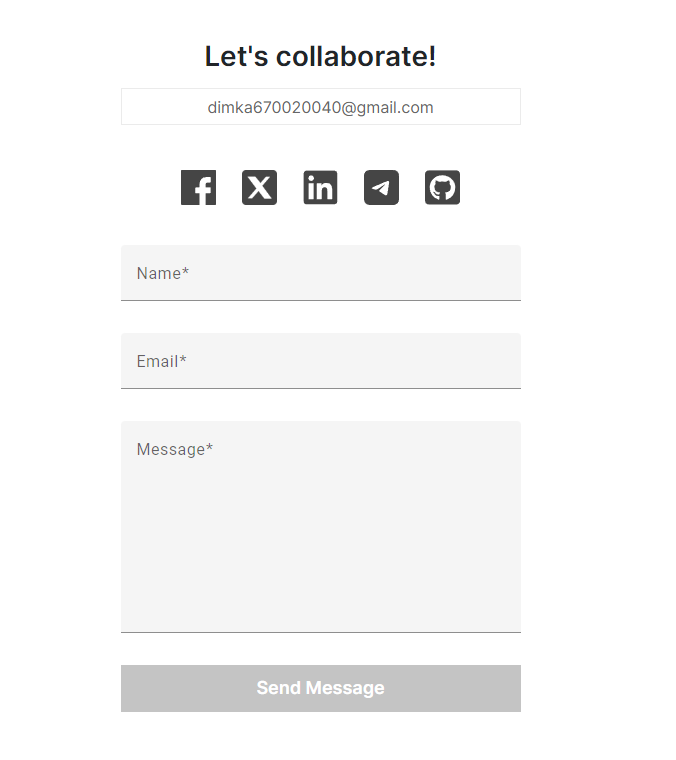 Let's collaborate!
dimka670020040@gmail.com
Name*
Email*
Message*
Send Message